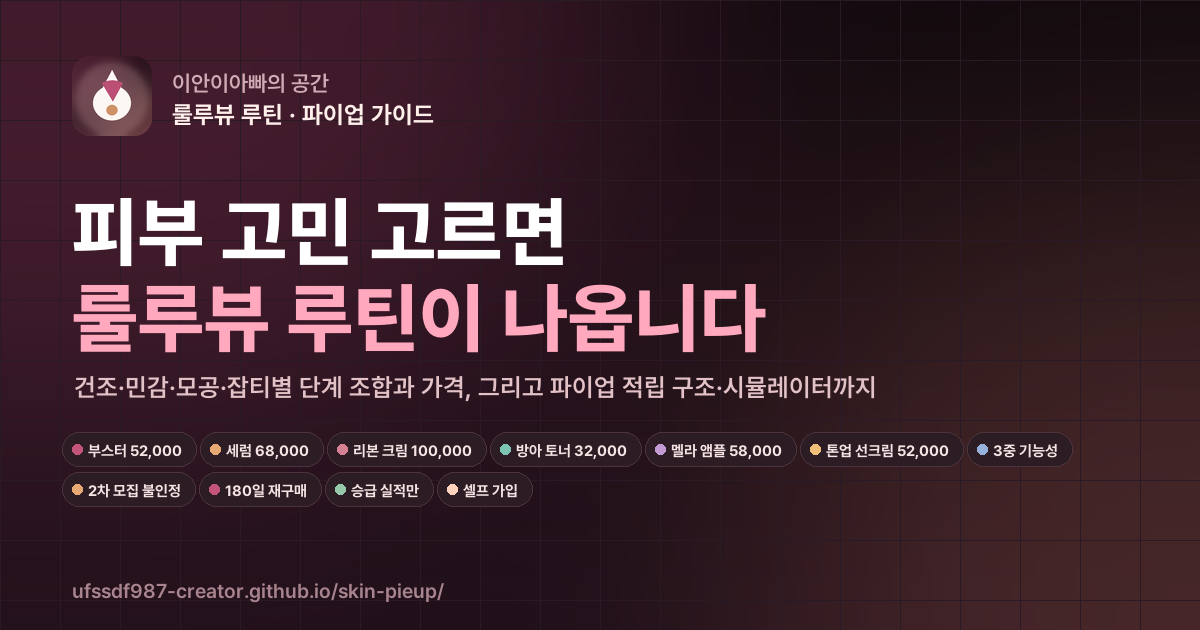 이안이아빠의 공간
룰루뷰 루틴 · 파이업 가이드
피부 고민 고르면
룰루뷰 루틴이 나옵니다
건조·민감·모공·잡티별 단계 조합과 가격, 그리고 파이업 적립 구조·시뮬레이터까지
부스터 52,000 세럼 68,000 리본 크림 100,000 방아 토너 32,000 멜라 앰플 58,000 톤업 선크림 52,000 3중 기능성
2차 모집 불인정 180일 재구매 승급 실적만 셀프 가입
ufssdf987-creator.github.io/skin-pieup/